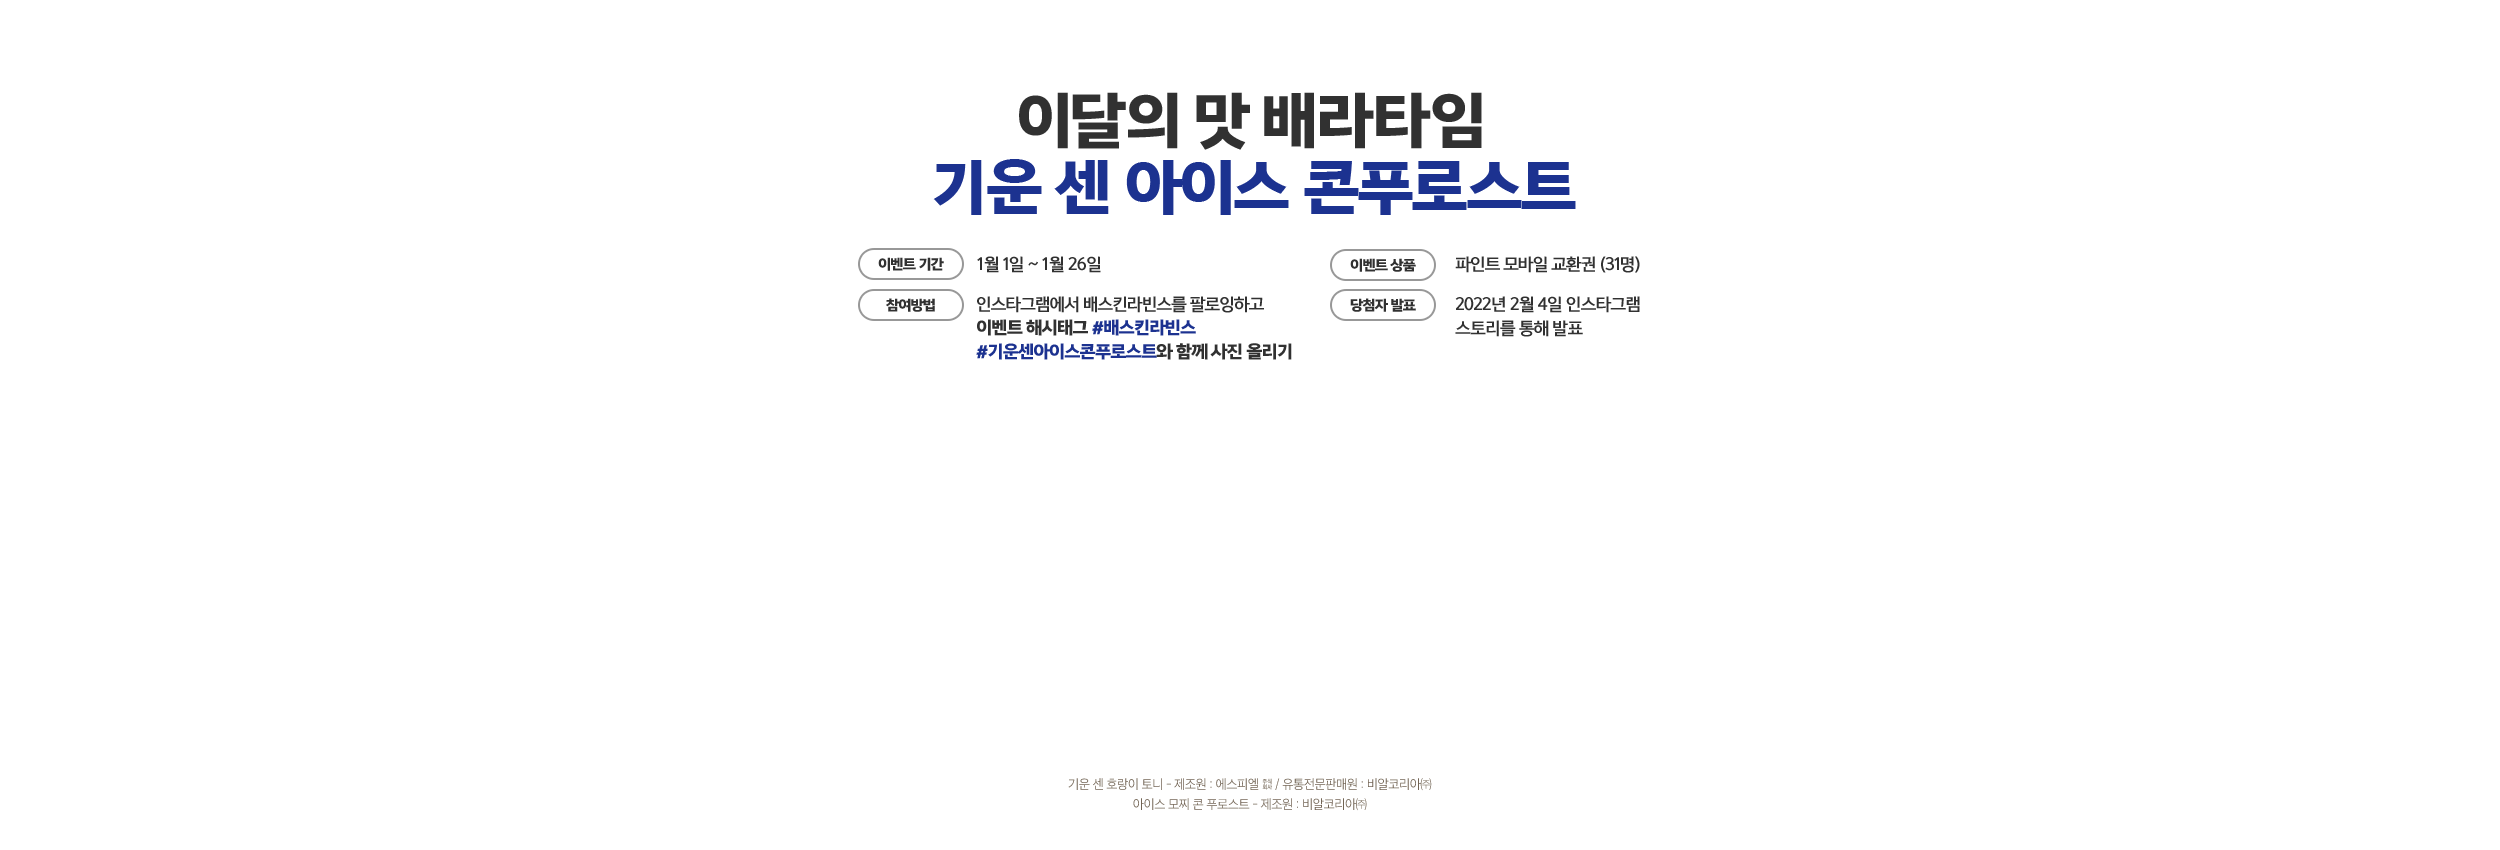 이달의 맛 배라타임
기운 센 아이스 콘푸로스트
이벤트 기간
1월 1일 ~ 1월 26일
참여방법
인스타그램에서 배스킨라빈스를 팔로잉하고
이벤트 해시태그 #배스킨라빈스
#기운센아이스콘푸로스트와 함께 사진 올리기
이벤트 상품
파인트 모바일 교환권 (31명)
당첨자 발표
2022년 2월 4일 인스타그램
스토리를 통해 발표
기운 센 호랑이 토니 - 제조원 : 에스피엘 / 유통전문판매원 : 비알코리아㈜
아이스 모찌 콘 푸로스트 - 제조원 : 비알코리아㈜